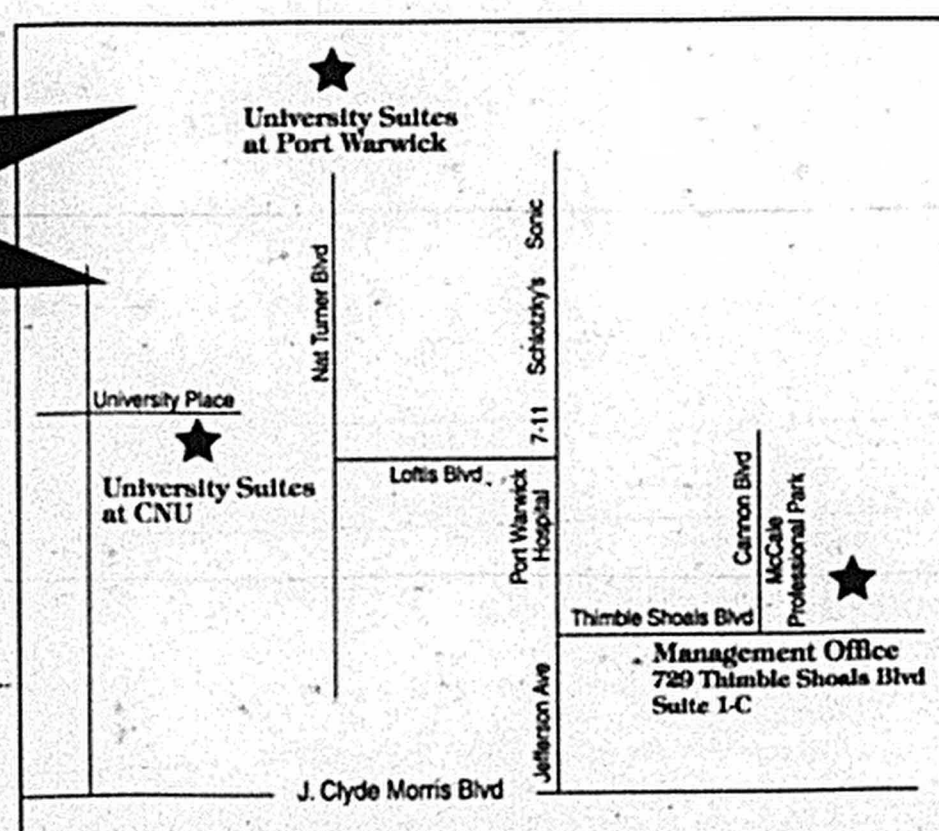 University Suites
at Port Warwick
Nat Turner Blvd
Sonic
Schlotzky's
7-11
University Place
University Suites
at CNU
Loftis Blvd
Port Warwick
Hospital
Cannon Blvd
McCale
Professional Park
Thimble Shoals Blvd
Management Office
729 Thimble Shoals Blvd
Suite 1-C
Jefferson Ave
J. Clyde Morris Blvd